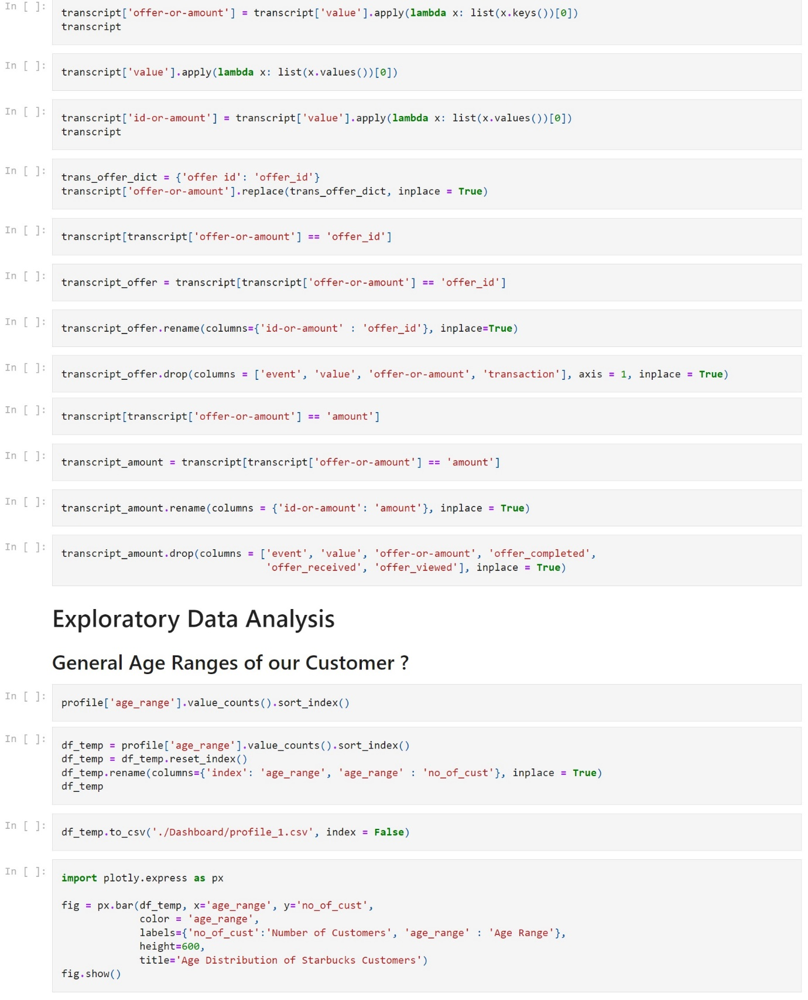 In [ ]:
transcript['offer-or-amount'] = transcript['value'].apply(lambda x: list(x.keys())[0])
transcript
In [ ]:
transcript['value'].apply(lambda x: list(x.values())[0])
In [ ]:
transcript['id-or-amount'] = transcript['value'].apply(lambda x: list(x.values())[0])
transcript
In [ ]:
trans_offer_dict = {'offer id': 'offer_id'}
transcript['offer-or-amount'].replace(trans_offer_dict, inplace = True)
In [ ]:
transcript[transcript['offer-or-amount'] == 'offer_id']
In [ ]:
transcript_offer = transcript[transcript['offer-or-amount'] == 'offer_id']
In [ ]:
transcript_offer.rename(columns={'id-or-amount' : 'offer_id'}, inplace=True)
In [ ]:
transcript_offer.drop(columns = ['event', 'value', 'offer-or-amount', 'transaction'], axis = 1, inplace = True)
In [ ]:
transcript[transcript['offer-or-amount'] == 'amount']
In [ ]:
transcript_amount = transcript[transcript['offer-or-amount'] == 'amount']
In [ ]:
transcript_amount.rename(columns = {'id-or-amount': 'amount'}, inplace = True)
In [ ]:
transcript_amount.drop(columns = ['event', 'value', 'offer-or-amount', 'offer_completed',
'offer_received', 'offer_viewed'], inplace = True)
Exploratory Data Analysis
General Age Ranges of our Customer ?
In [ ]:
profile['age_range'].value_counts().sort_index()
In [ ]:
df_temp = profile['age_range'].value_counts().sort_index()
df_temp = df_temp.reset_index()
df_temp.rename(columns={'index': 'age_range', 'age_range' : 'no_of_cust'}, inplace = True)
df_temp
In [ ]:
df_temp.to_csv('./Dashboard/profile_1.csv', index = False)
In [ ]:
import plotly.express as px
fig = px.bar(df_temp, x='age_range', y='no_of_cust',
color = 'age_range',
labels={'no_of_cust':'Number of Customers', 'age_range' : 'Age Range'},
height=600,
title='Age Distribution of Starbucks Customers')
fig.show()